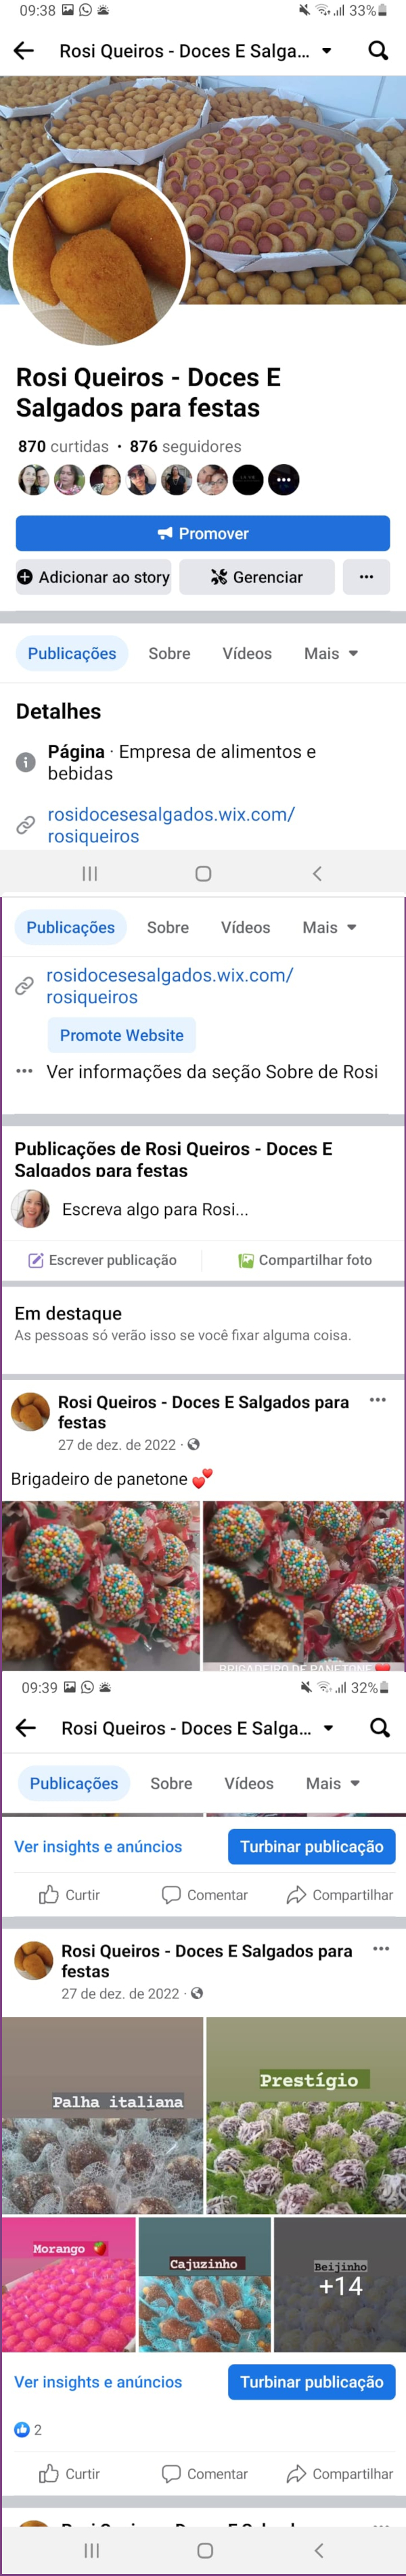 09:38
33%
Rosi Queiros - Doces E Salga...
Rosi Queiros - Doces E
Salgados para festas
870 curtidas • 876 seguidores
Promover
Adicionar ao story
Gerenciar
Publicações Sobre Vídeos Mais
Detalhes
Página · Empresa de alimentos e
bebidas
rosidocesesalgados.wix.com/
rosiqueiros
Publicações Sobre Vídeos Mais
rosidocesesalgados.wix.com/
rosiqueiros
Promote Website
Ver informações da seção Sobre de Rosi
Publicações de Rosi Queiros - Doces E
Salgados para festas
Escreva algo para Rosi...
Escrever publicação
Compartilhar foto
Em destaque
As pessoas só verão isso se você fixar alguma coisa.
Rosi Queiros - Doces E Salgados para
festas
27 de dez. de 2022 ·
Brigadeiro de panetone 💕
BRIGADEIRO DE PANETONE ❤️
09:39
32%
Rosi Queiros - Doces E Salga...
Publicações Sobre Vídeos Mais
Ver insights e anúncios
Turbinar publicação
Curtir Comentar Compartilhar
Rosi Queiros - Doces E Salgados para
festas
27 de dez. de 2022 ·
Palha italiana
Prestígio
Morango 🍓
Cajuzinho
Beijinho
+14
Ver insights e anúncios
Turbinar publicação
2
Curtir Comentar Compartilhar